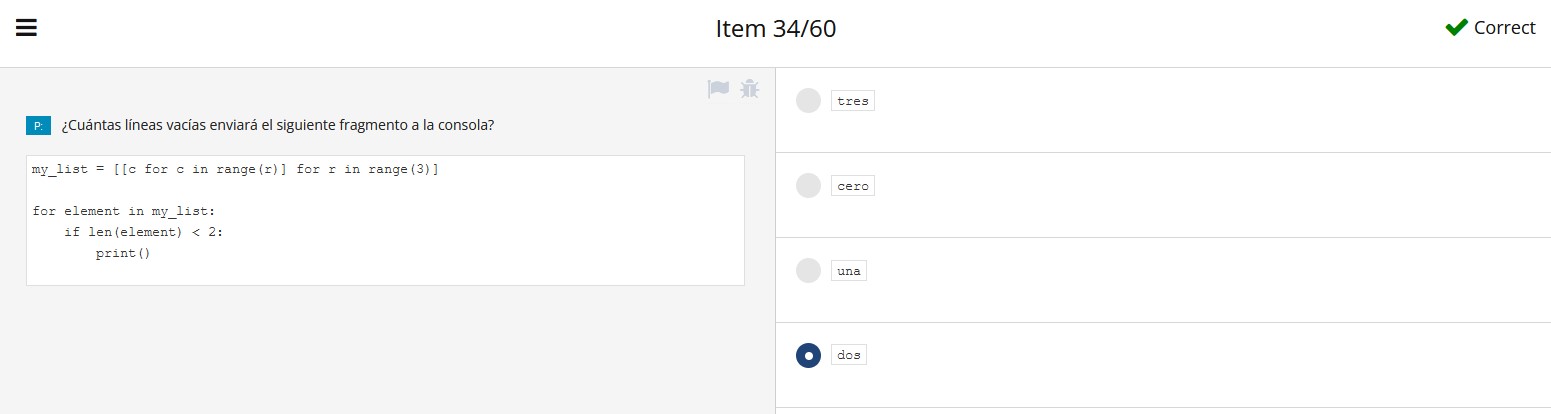 Item 34/60
Correct
P: ¿Cuántas líneas vacías enviará el siguiente fragmento a la consola?
my_list = [[c for c in range(r)] for r in range(3)]
for element in my_list:
    if len(element) < 2:
        print()
tres
cero
una
dos